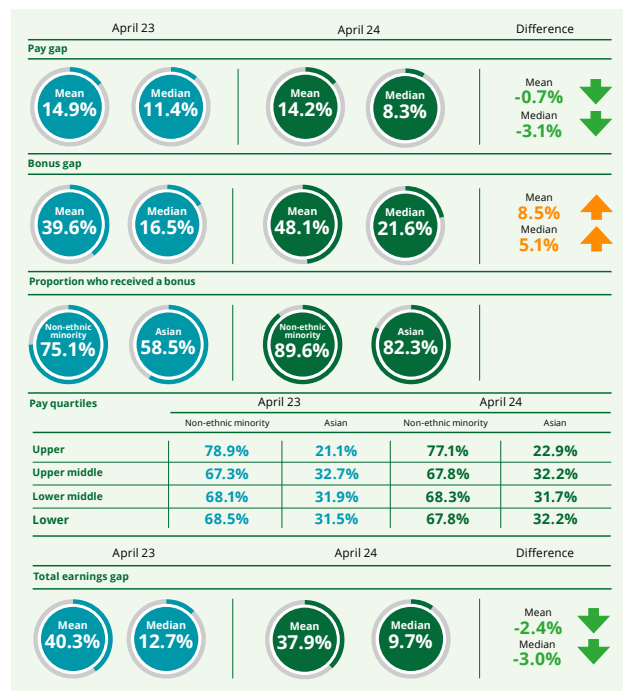 April 23 April 24 Difference
Pay gap
Mean
14.9%
Median
11.4%
Mean
14.2%
Median
8.3%
Mean
-0.7%
Median
-3.1%
Bonus gap
Mean
39.6%
Median
16.5%
Mean
48.1%
Median
21.6%
Mean
8.5%
Median
5.1%
Proportion who received a bonus
Non-ethnic
minority
75.1%
Asian
58.5%
Non-ethnic
minority
89.6%
Asian
82.3%
Pay quartiles April 23 April 24
Non-ethnic minority Asian Non-ethnic minority Asian
Upper 78.9% 21.1% 77.1% 22.9%
Upper middle 67.3% 32.7% 67.8% 32.2%
Lower middle 68.1% 31.9% 68.3% 31.7%
Lower 68.5% 31.5% 67.8% 32.2%
April 23 April 24 Difference
Total earnings gap
Mean
40.3%
Median
12.7%
Mean
37.9%
Median
9.7%
Mean
-2.4%
Median
-3.0%